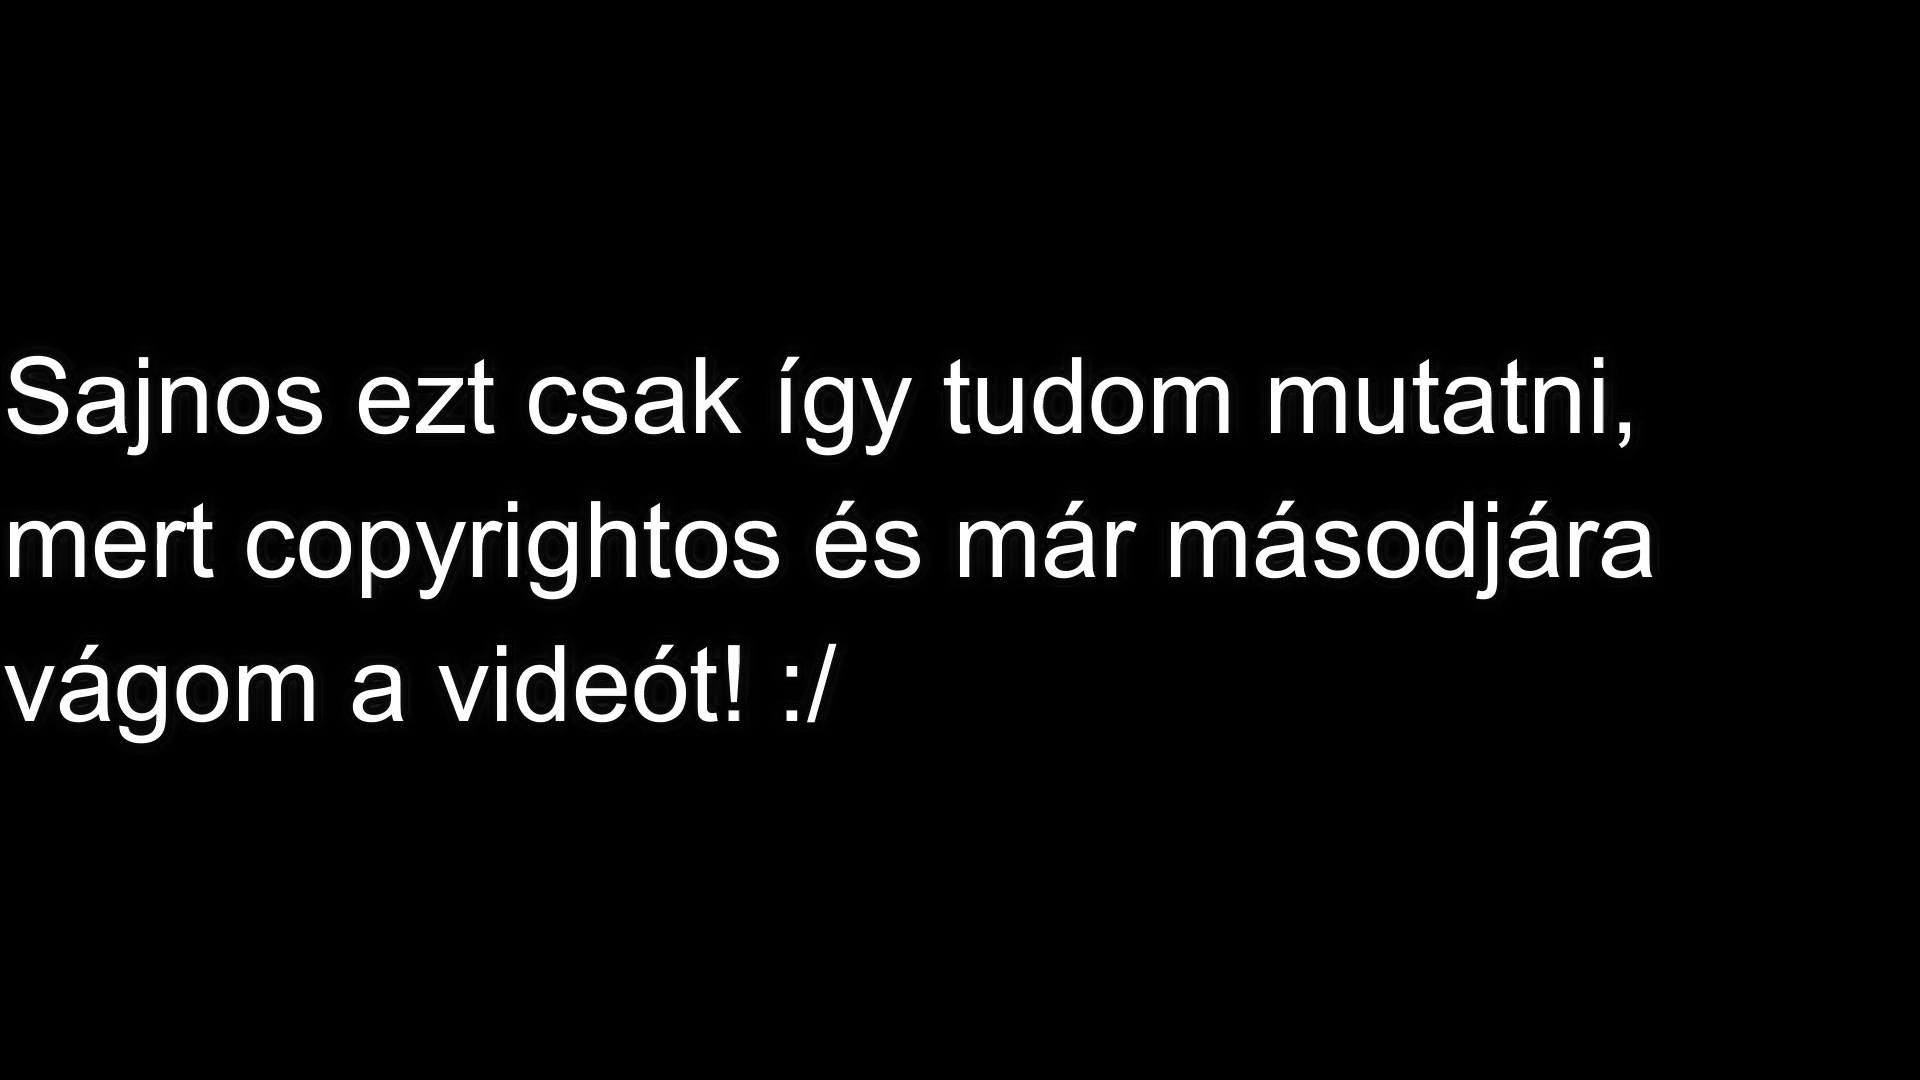 Sajnos ezt csak így tudom mutatni,
mert copyrightos és már másodjára
vágom a videót! :/